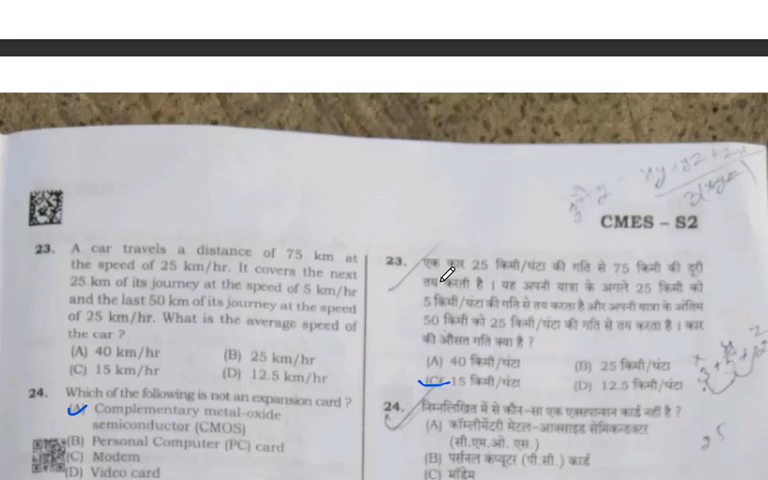 CMES – S2
23. A car travels a distance of 75 km at
the speed of 25 km/hr. It covers the next
25 km of its journey at the speed of 5 km/hr
and the last 50 km of its journey at the speed
of 25 km/hr. What is the average speed of
the car ?
(A) 40 km/hr (B) 25 km/hr
(C) 15 km/hr (D) 12.5 km/hr
24. Which of the following is not an expansion card ?
(A) Complementary metal-oxide
semiconductor (CMOS)
(B) Personal Computer (PC) card
(C) Modem
(D) Video card
23. एक कार 25 किमी/घंटा की गति से 75 किमी की दूरी
तय करती है । यह अपनी यात्रा के अगले 25 किमी को
5 किमी/घंटा की गति से तय करता है और अपनी यात्रा के अंतिम
50 किमी को 25 किमी/घंटा की गति से तय करता है । कार
की औसत गति क्या है ?
(A) 40 किमी/घंटा (B) 25 किमी/घंटा
(C) 15 किमी/घंटा (D) 12.5 किमी/घंटा
24. निम्नलिखित में से कौन-सा एक एक्सपान्शन कार्ड नहीं है ?
(A) कॉम्लीमेंटरी मेटल-आक्साइड सेमिकन्डक्टर
(सी.एम.ओ. एस.)
(B) पर्सनल कंप्यूटर (पी.सी.) कार्ड
(C) मॉडेम